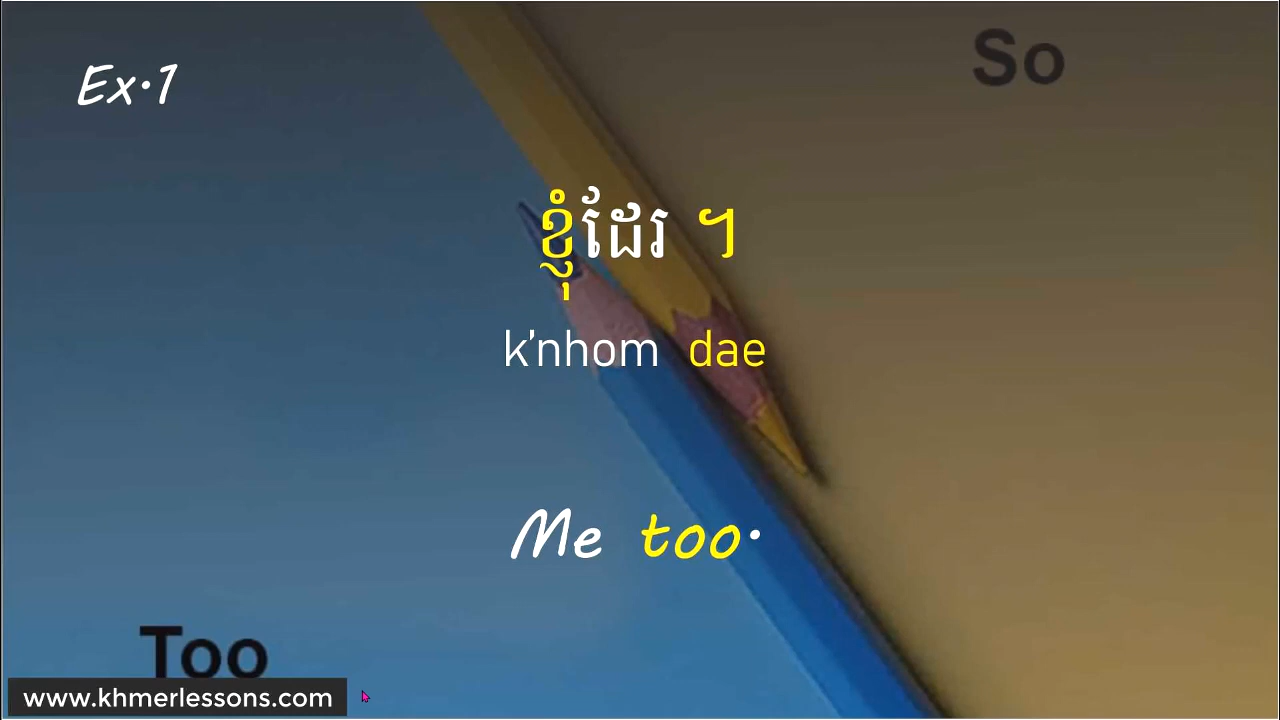 Ex.1
So
ខ្ញុំដែរ ។
k'nhom dae
Me too.
Too
www.khmerlessons.com